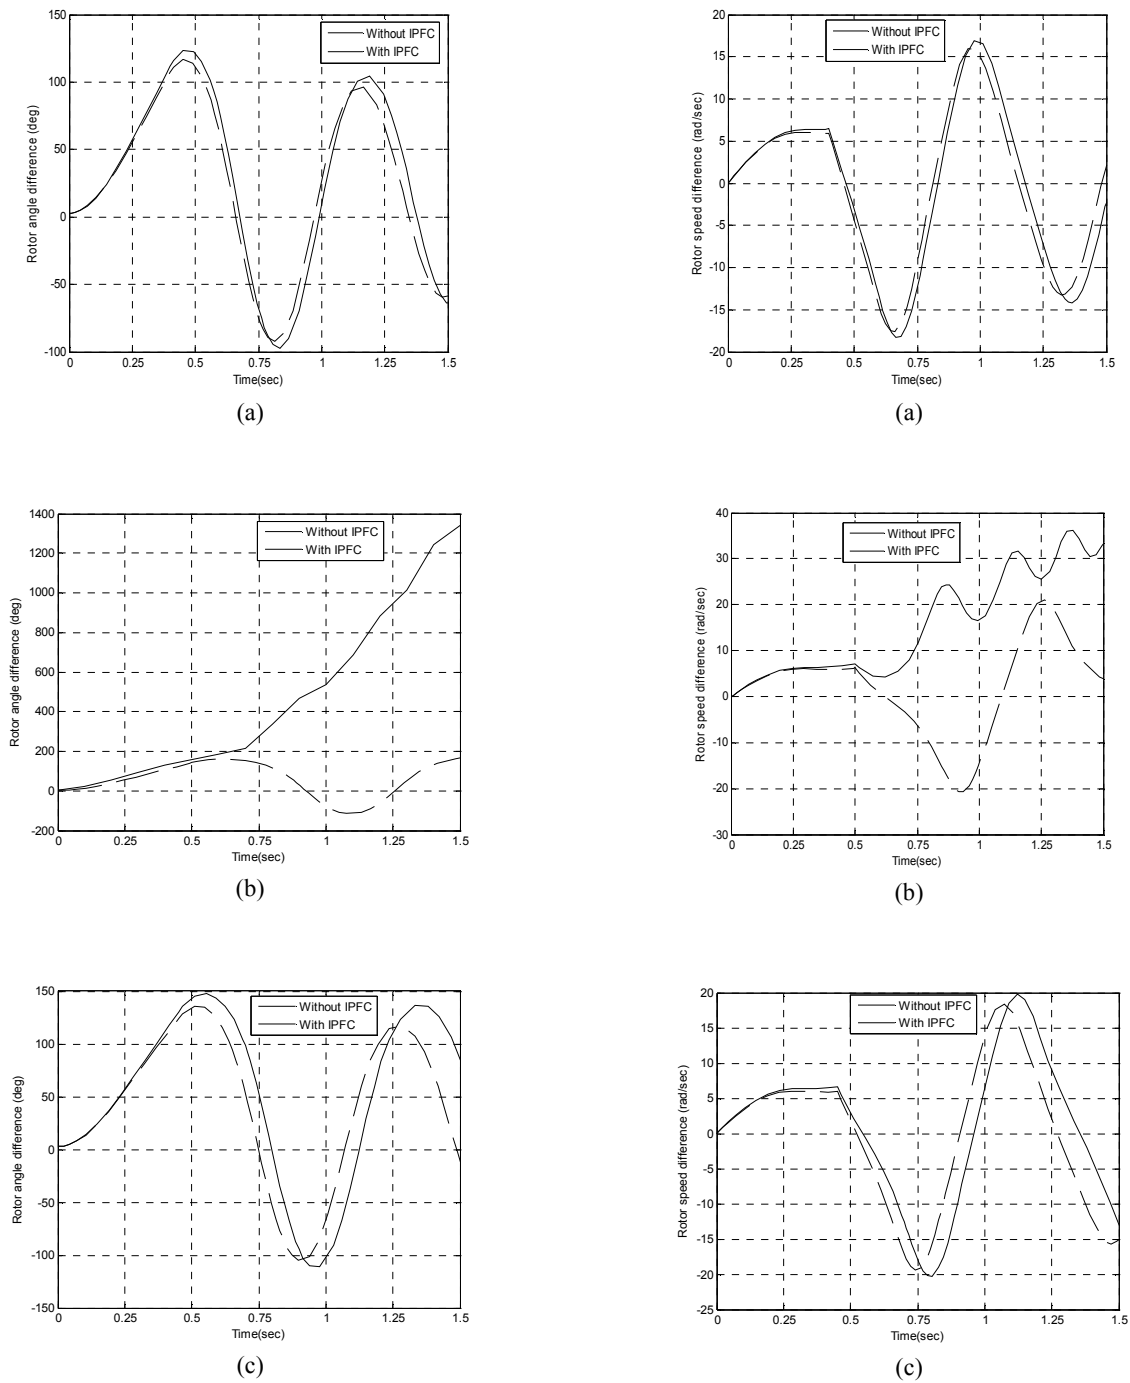 150
100
50
0
-50
-100
Rotor angle difference (deg)
Without IPFC
With IPFC
0 0.25 0.5 0.75 1 1.25 1.5
Time(sec)
(a)
20
15
10
5
0
-5
-10
-15
-20
Rotor speed difference (rad/sec)
Without IPFC
With IPFC
0 0.25 0.5 0.75 1 1.25 1.5
Time(sec)
(a)
1400
1200
1000
800
600
400
200
0
-200
Rotor angle difference (deg)
Without IPFC
With IPFC
0 0.25 0.5 0.75 1 1.25 1.5
Time(sec)
(b)
40
30
20
10
0
-10
-20
-30
Rotor speed difference (rad/sec)
Without IPFC
With IPFC
0 0.25 0.5 0.75 1 1.25 1.5
Time(sec)
(b)
150
100
50
0
-50
-100
-150
Rotor angle difference (deg)
Without IPFC
With IPFC
0 0.25 0.5 0.75 1 1.25 1.5
Time(sec)
(c)
20
15
10
5
0
-5
-10
-15
-20
-25
Rotor speed difference (rad/sec)
Without IPFC
With IPFC
0 0.25 0.5 0.75 1 1.25 1.5
Time(sec)
(c)